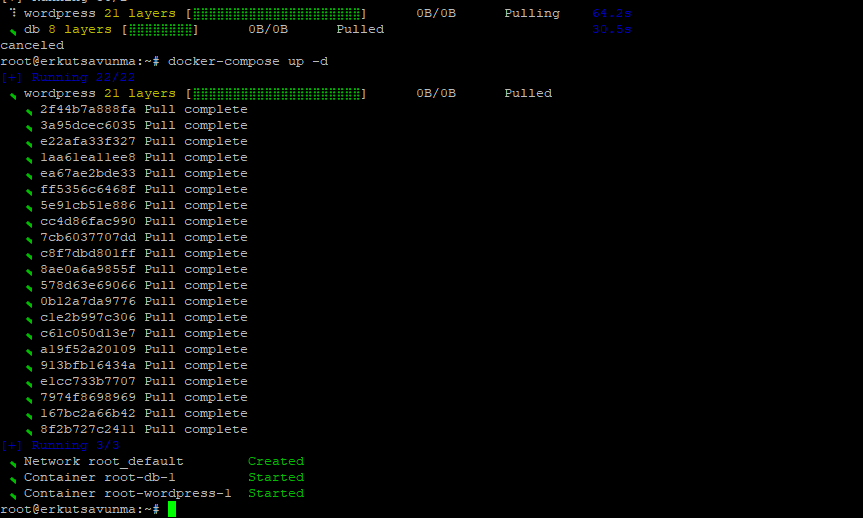 wordpress 21 layers [⣿⣿⣿⣿⣿⣿⣿⣿⣿⣿⣿⣿⣿⣿⣿⣿⣿⣿⣿⣿⣿] 0B/0B Pulling 64.2s
db 8 layers [⣿⣿⣿⣿⣿⣿⣿⣿] 0B/0B Pulled 30.5s
canceled
root@erkutsavunma:~# docker-compose up -d
[+] Running 22/22
wordpress 21 layers [⣿⣿⣿⣿⣿⣿⣿⣿⣿⣿⣿⣿⣿⣿⣿⣿⣿⣿⣿⣿⣿] 0B/0B Pulled
2f44b7a888fa Pull complete
3a95dcec6035 Pull complete
e22afa33f327 Pull complete
1aa61ea11ee8 Pull complete
ea67ae2bde33 Pull complete
ff5356c6468f Pull complete
5e91cb51e886 Pull complete
cc4d86fac990 Pull complete
7cb6037707dd Pull complete
c8f7dbd801ff Pull complete
8ae0a6a9855f Pull complete
578d63e69066 Pull complete
0b12a7da9776 Pull complete
c1e2b997c306 Pull complete
c61c050d13e7 Pull complete
a19f52a20109 Pull complete
913bfb16434a Pull complete
e1cc733b7707 Pull complete
7974f8698969 Pull complete
167bc2a66b42 Pull complete
8f2b727c2411 Pull complete
[+] Running 3/3
Network root_default Created
Container root-db-1 Started
Container root-wordpress-1 Started
root@erkutsavunma:~#